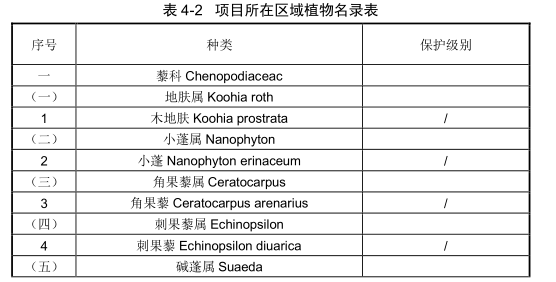 表 4-2 项目所在区域植物名录表
序号 种类 保护级别
一 藜科 Chenopodiaceac
（一） 地肤属 Koohia roth
1 木地肤 Koohia prostrata /
（二） 小蓬属 Nanophyton
2 小蓬 Nanophyton erinaceum /
（三） 角果藜属 Ceratocarpus
3 角果藜 Ceratocarpus arenarius /
（四） 刺果藜属 Echinopsilon
4 刺果藜 Echinopsilon diuarica /
（五） 碱蓬属 Suaeda